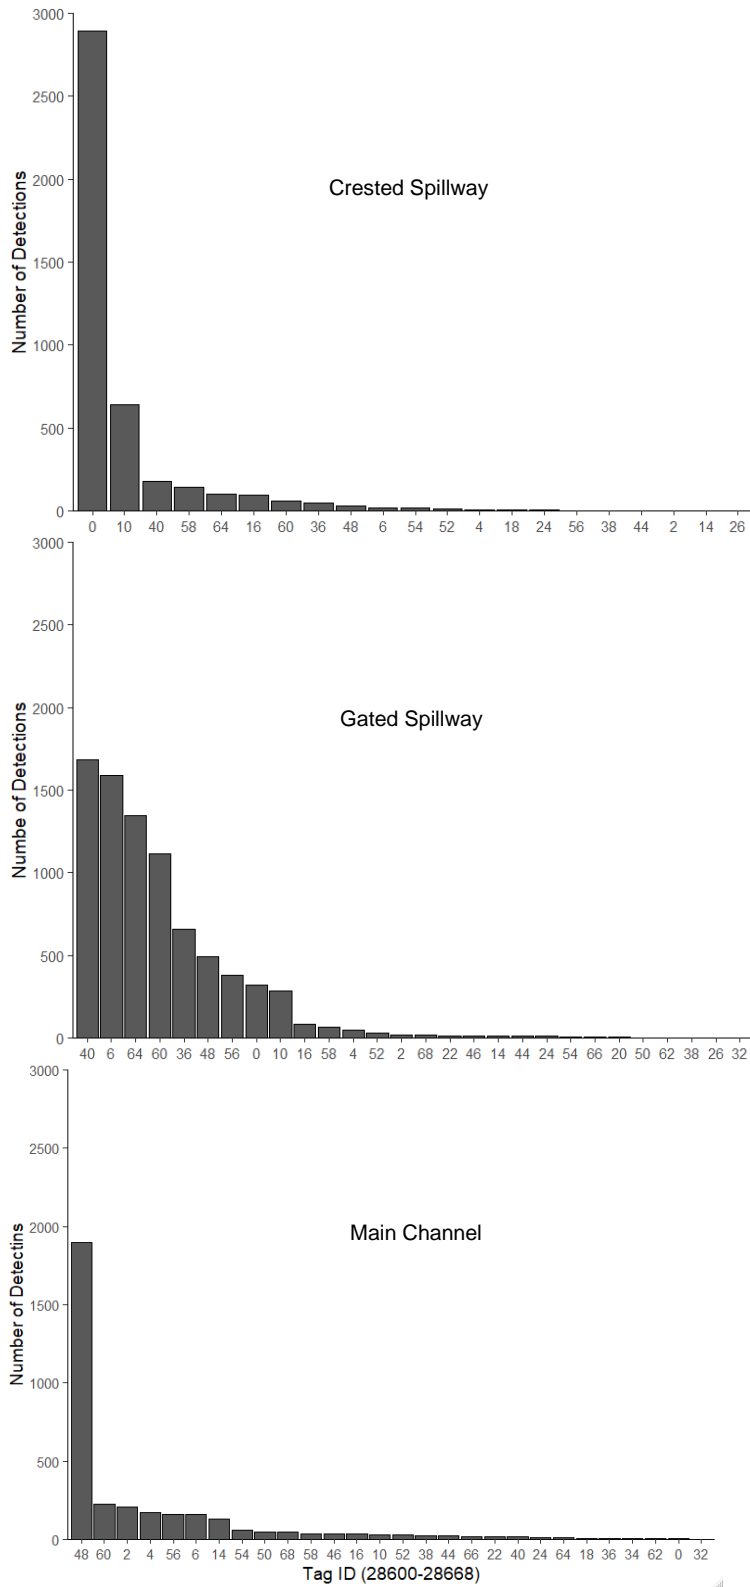 3000
2500
2000
1500
1000
500
0
Number of Detections
Crested Spillway
0 10 40 58 64 16 60 36 48 6 54 52 4 18 24 56 38 44 2 14 26
3000
2500
2000
1500
1000
500
0
Numbe of Detections
Gated Spillway
40 6 64 60 36 48 56 0 10 16 58 4 52 2 68 22 46 14 44 24 54 66 20 50 62 38 26 32
3000
2500
2000
1500
1000
500
0
Number of Detectins
Main Channel
48 60 2 4 56 6 14 54 50 68 58 46 16 10 52 38 44 66 22 40 24 64 18 36 34 62 0 32
Tag ID (28600-28668)